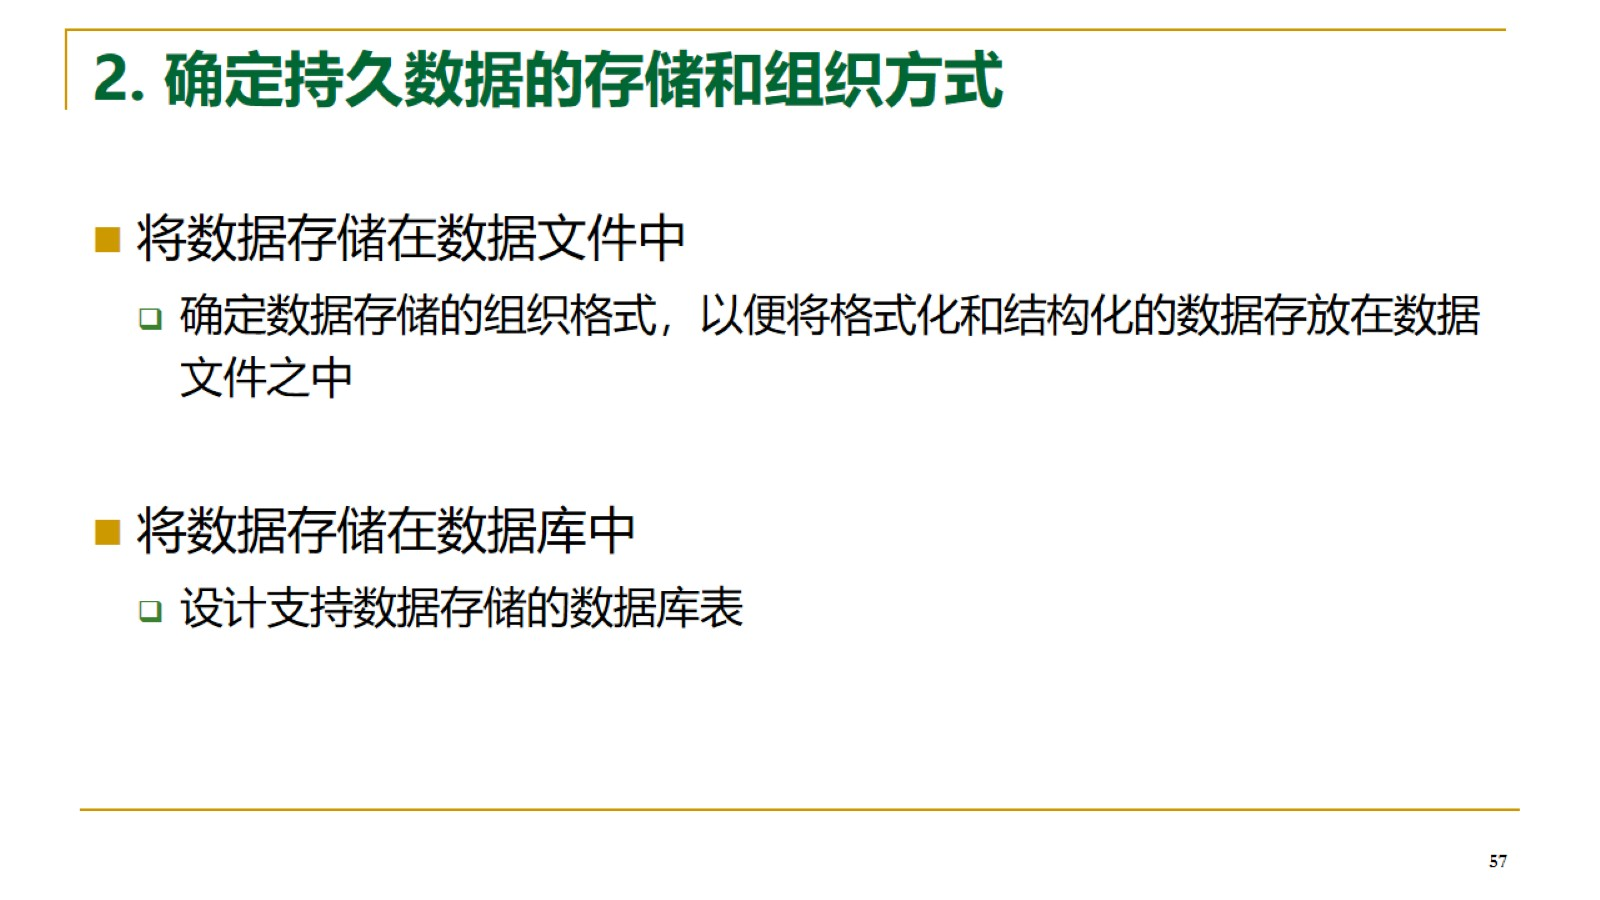 2. 确定持久数据的存储和组织方式
将数据存储在数据文件中
确定数据存储的组织格式，以便将格式化和结构化的数据存放在数据
文件之中
将数据存储在数据库中
设计支持数据存储的数据库表
57